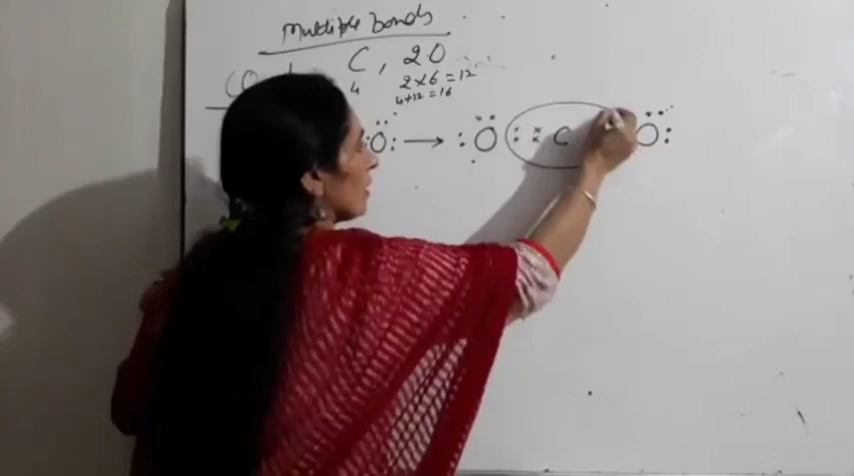 Multiple bonds
C, 2O
4 2×6=12
4+12=16
:O: → :O: :×× C O: